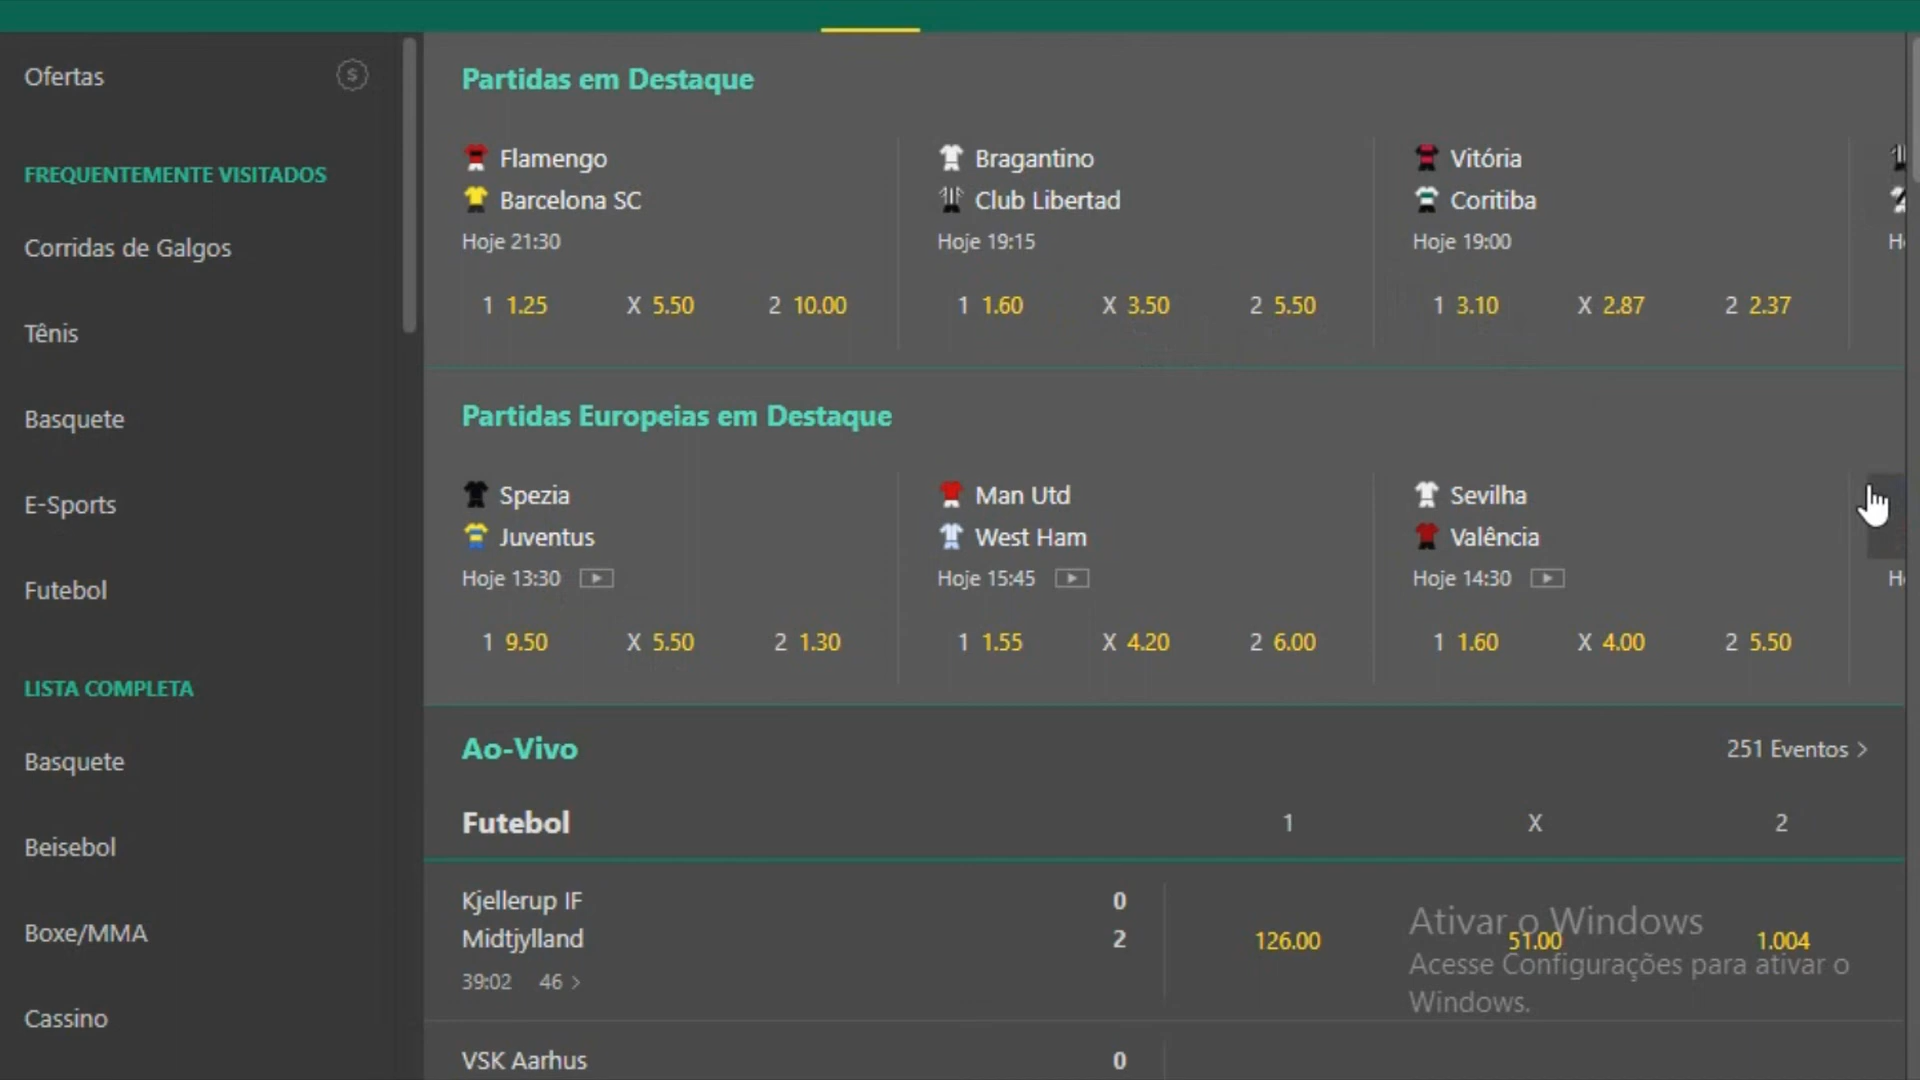 Ofertas
FREQUENTEMENTE VISITADOS
Corridas de Galgos
Tênis
Basquete
E-Sports
Futebol
LISTA COMPLETA
Basquete
Beisebol
Boxe/MMA
Cassino
Partidas em Destaque
Flamengo
Barcelona SC
Hoje 21:30
1 1.25 X 5.50 2 10.00
Bragantino
Club Libertad
Hoje 19:15
1 1.60 X 3.50 2 5.50
Vitória
Coritiba
Hoje 19:00
1 3.10 X 2.87 2 2.37
Partidas Europeias em Destaque
Spezia
Juventus
Hoje 13:30
1 9.50 X 5.50 2 1.30
Man Utd
West Ham
Hoje 15:45
1 1.55 X 4.20 2 6.00
Sevilha
Valência
Hoje 14:30
1 1.60 X 4.00 2 5.50
Ao-Vivo 251 Eventos >
Futebol 1 X 2
Kjellerup IF 0
Midtjylland 2
126.00 51.00 1.004
39:02 46 >
VSK Aarhus 0
Ativar o Windows
Acesse Configurações para ativar o
Windows.